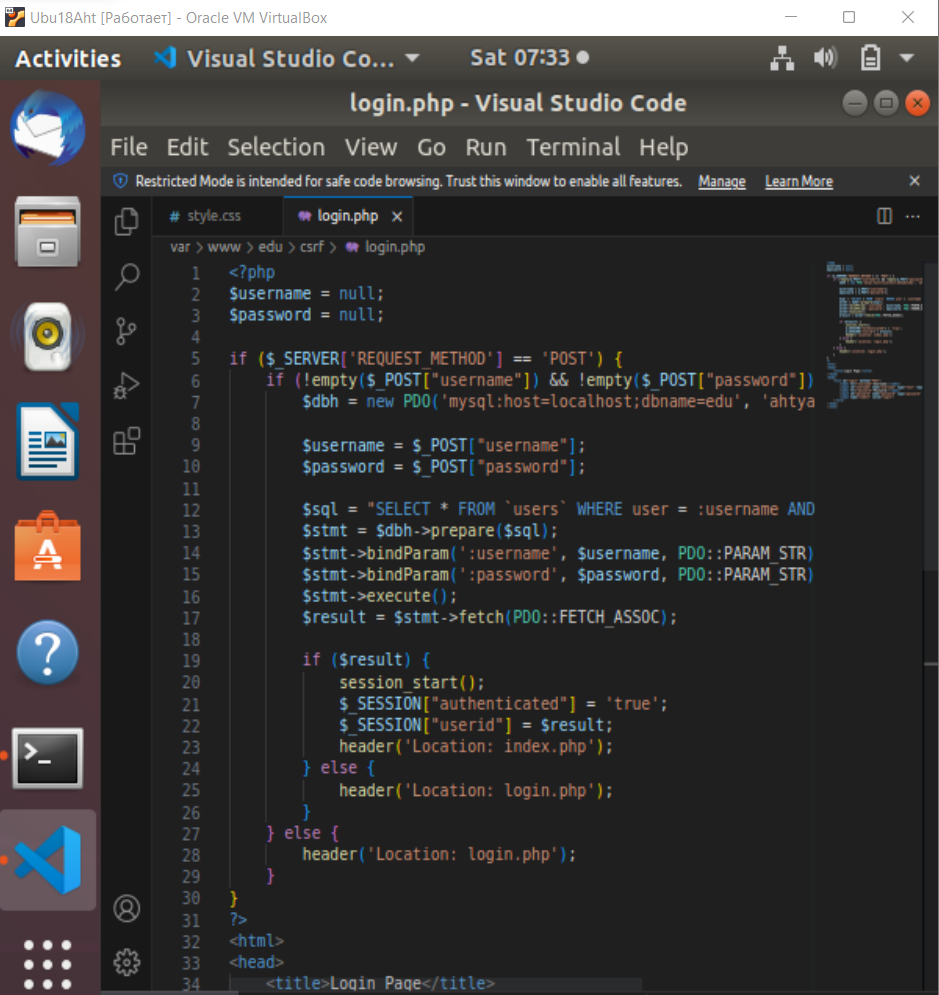 Ubu18Aht [Работает] - Oracle VM VirtualBox
Activities Visual Studio Co... Sat 07:33
login.php - Visual Studio Code
File Edit Selection View Go Run Terminal Help
Restricted Mode is intended for safe code browsing. Trust this window to enable all features. Manage Learn More
# style.css login.php
var > www > edu > csrf > login.php
1 <?php
2 $username = null;
3 $password = null;
4
5 if ($_SERVER['REQUEST_METHOD'] == 'POST') {
6 if (!empty($_POST["username"]) && !empty($_POST["password"])
7 $dbh = new PDO('mysql:host=localhost;dbname=edu', 'ahtya
8
9 $username = $_POST["username"];
10 $password = $_POST["password"];
11
12 $sql = "SELECT * FROM `users` WHERE user = :username AND
13 $stmt = $dbh->prepare($sql);
14 $stmt->bindParam(':username', $username, PDO::PARAM_STR)
15 $stmt->bindParam(':password', $password, PDO::PARAM_STR)
16 $stmt->execute();
17 $result = $stmt->fetch(PDO::FETCH_ASSOC);
18
19 if ($result) {
20 session_start();
21 $_SESSION["authenticated"] = 'true';
22 $_SESSION["userid"] = $result;
23 header('Location: index.php');
24 } else {
25 header('Location: login.php');
26 }
27 } else {
28 header('Location: login.php');
29 }
30 }
31 ?>
32 <html>
33 <head>
34 <title>Login Page</title>